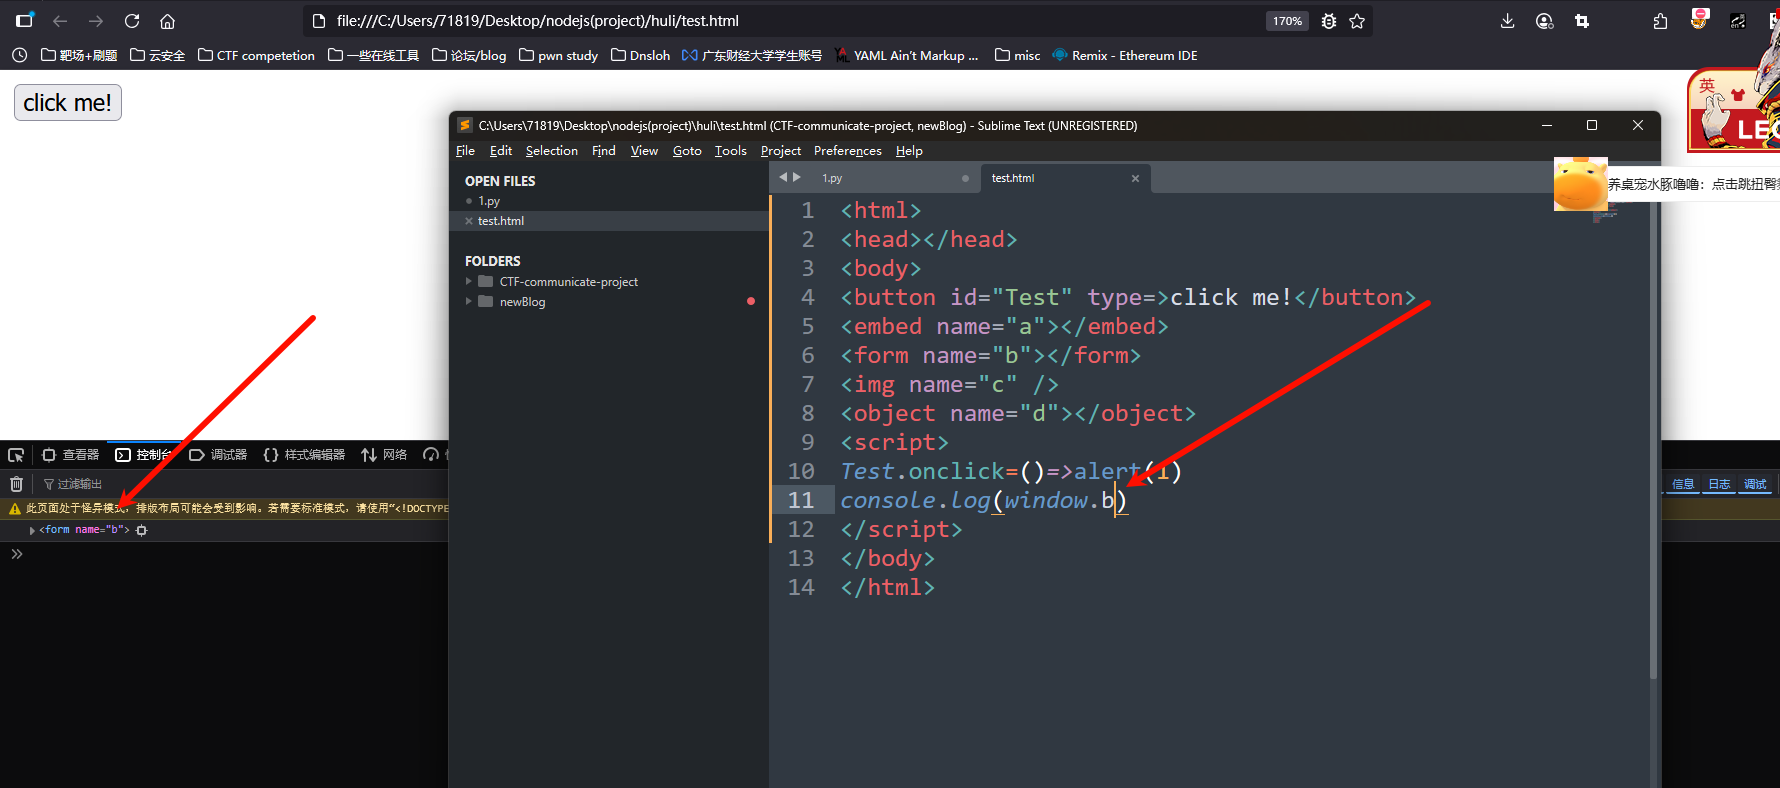 file:///C:/Users/71819/Desktop/nodejs(project)/huli/test.html
170%
靶场+刷题 云安全 CTF competetion 一些在线工具 论坛/blog pwn study Dnsloh 广东财经大学学生账号 YAML Ain't Markup ... misc Remix - Ethereum IDE
click me!
英
LEG
养桌宠水豚噜噜：点击跳扭臀
C:\Users\71819\Desktop\nodejs(project)\huli\test.html (CTF-communicate-project, newBlog) - Sublime Text (UNREGISTERED)
File Edit Selection Find View Goto Tools Project Preferences Help
OPEN FILES
1.py
test.html
FOLDERS
CTF-communicate-project
newBlog
1.py test.html
1 <html>
2 <head></head>
3 <body>
4 <button id="Test" type=>click me!</button>
5 <embed name="a"></embed>
6 <form name="b"></form>
7 <img name="c" />
8 <object name="d"></object>
9 <script>
10 Test.onclick=()=>alert(1)
11 console.log(window.b)
12 </script>
13 </body>
14 </html>
查看器 控制台 调试器 样式编辑器 网络
过滤输出
信息 日志 调试
此页面处于怪异模式，排版布局可能会受到影响。若需要标准模式，请使用“<!DOCTYPE
<form name="b">